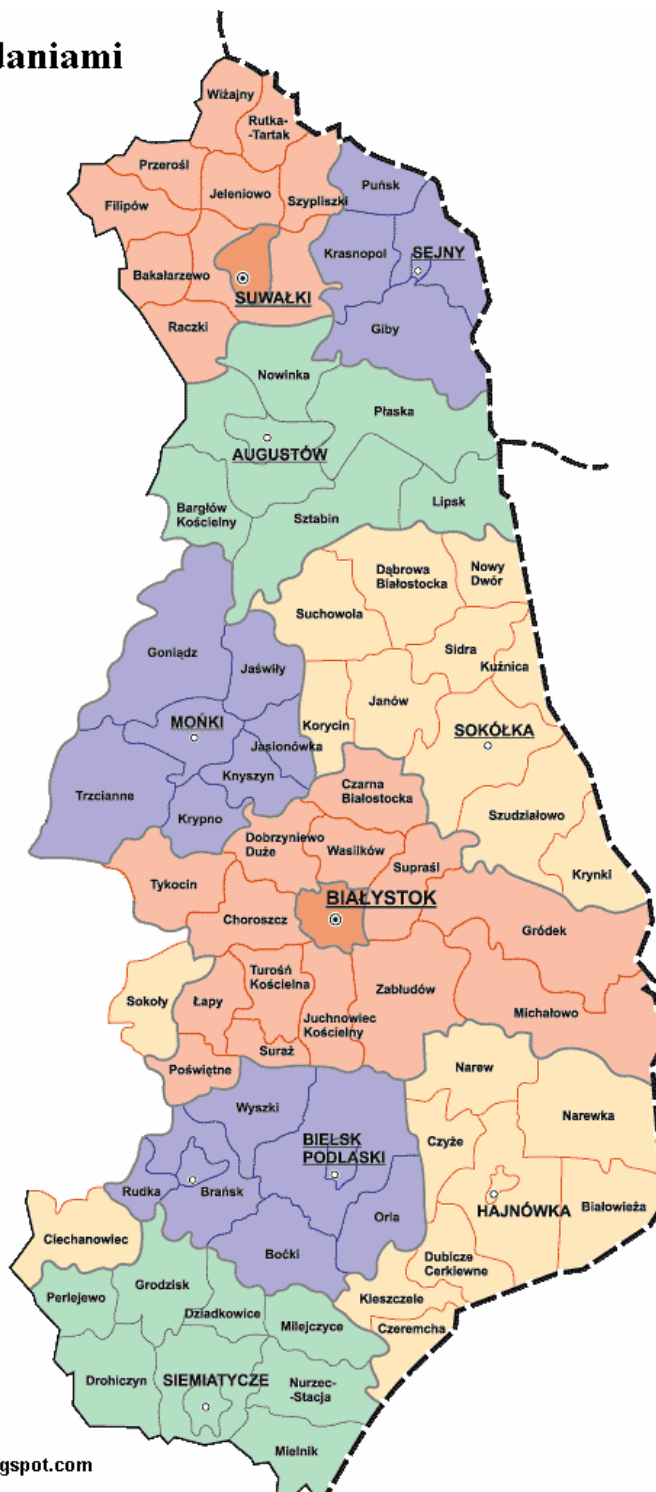 daniami
Wiżajny
Rutka-
-Tartak
Przerośl
Puńsk
Jeleniowo
Szypliszki
Filipów
Krasnopol
SEJNY
Bakałarzewo
SUWAŁKI
Raczki
Giby
Nowinka
Płaska
AUGUSTÓW
Bargłów
Kościelny
Sztabin
Lipsk
Dąbrowa
Białostocka
Nowy
Dwór
Suchowola
Goniądz
Jaświły
Sidra
Kuźnica
Janów
MOŃKI
Korycin
SOKÓŁKA
Jasionówka
Knyszyn
Trzcianne
Czarna
Białostocka
Krypno
Szudziałowo
Dobrzyniewo
Duże
Wasilków
Supraśl
Krynki
Tykocin
BIAŁYSTOK
Choroszcz
Gródek
Turośń
Kościelna
Sokoły
Łapy
Zabłudów
Juchnowiec
Kościelny
Michałowo
Suraż
Poświętne
Narew
Wyszki
Narewka
BIELSK
PODLASKI
Czyże
Rudka
Brańsk
Orla
HAJNÓWKA
Białowieża
Ciechanowiec
Boćki
Dubicze
Cerkiewne
Grodzisk
Perlejewo
Kleszczele
Dziadkowice
Milejczyce
Czeremcha
Drohiczyn
SIEMIATYCZE
Nurzec-
-Stacja
Mielnik
gspot.com